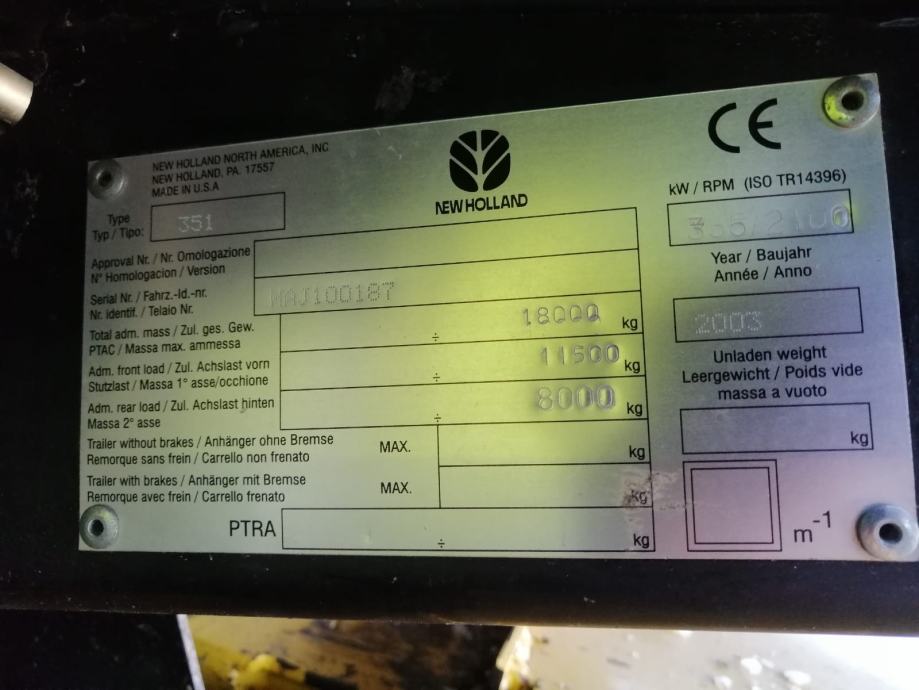 NEW HOLLAND NORTH AMERICA, INC
NEW HOLLAND, PA. 17557
MADE IN U.S.A
NEW HOLLAND
CE
kW / RPM (ISO TR14396)
Type
Typ / Tipo:
351
Approval Nr. / Nr. Omologazione
N° Homologacion / Version
Serial Nr. / Fahrz.-Id.-nr.
Nr. identif. / Telaio Nr.
HAJ100187
Year / Baujahr
Année / Anno
2003
Total adm. mass / Zul. ges. Gew.
PTAC / Massa max. ammessa
÷ 18000 kg
Adm. front load / Zul. Achslast vorn
Stutzlast / Massa 1° asse/occhione
÷ 11500 kg
Adm. rear load / Zul. Achslast hinten
Massa 2° asse
÷ 8000 kg
Unladen weight
Leergewicht / Poids vide
massa a vuoto
kg
Trailer without brakes / Anhänger ohne Bremse
Remorque sans frein / Carrello non frenato
MAX. kg
Trailer with brakes / Anhänger mit Bremse
Remorque avec frein / Carrello frenato
MAX. kg
PTRA ÷ kg
m-1